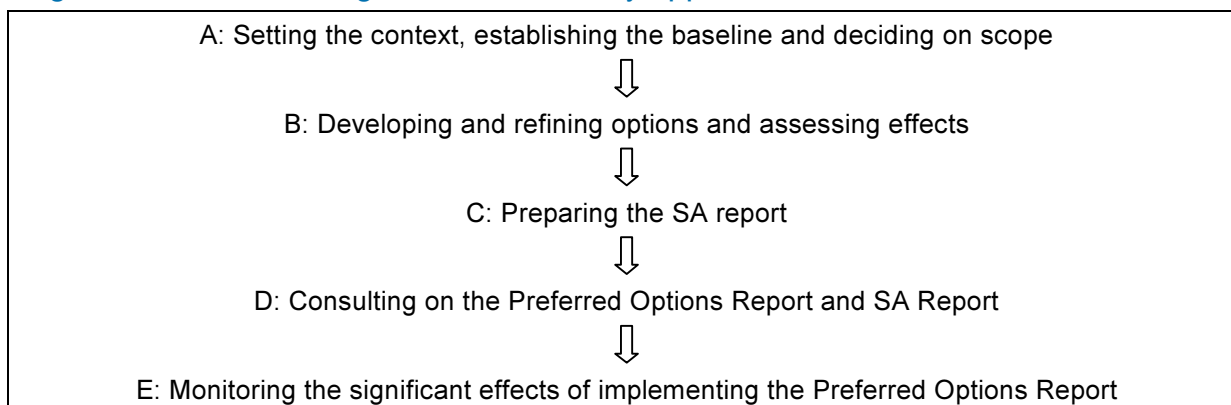 A: Setting the context, establishing the baseline and deciding on scope
B: Developing and refining options and assessing effects
C: Preparing the SA report
D: Consulting on the Preferred Options Report and SA Report
E: Monitoring the significant effects of implementing the Preferred Options Report